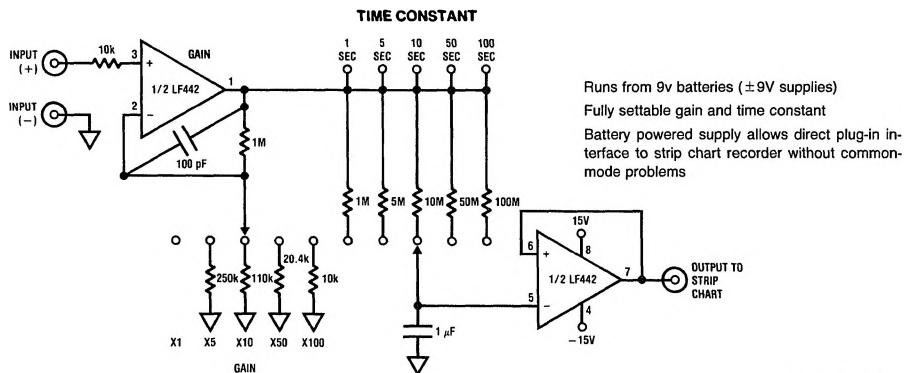 TIME CONSTANT
1 SEC
5 SEC
10 SEC
50 SEC
100 SEC
INPUT (+)
10k
3
+
GAIN
1/2 LF442
1
2
−
INPUT (−)
100 pF
1M
Runs from 9v batteries (±9V supplies)
Fully settable gain and time constant
Battery powered supply allows direct plug-in in-
terface to strip chart recorder without common-
mode problems
1M
5M
10M
50M
100M
250k
110k
20.4k
10k
X1
X5
X10
X50
X100
GAIN
1 μF
6
+
15V
8
1/2 LF442
7
5
−
4
−15V
OUTPUT TO
STRIP
CHART